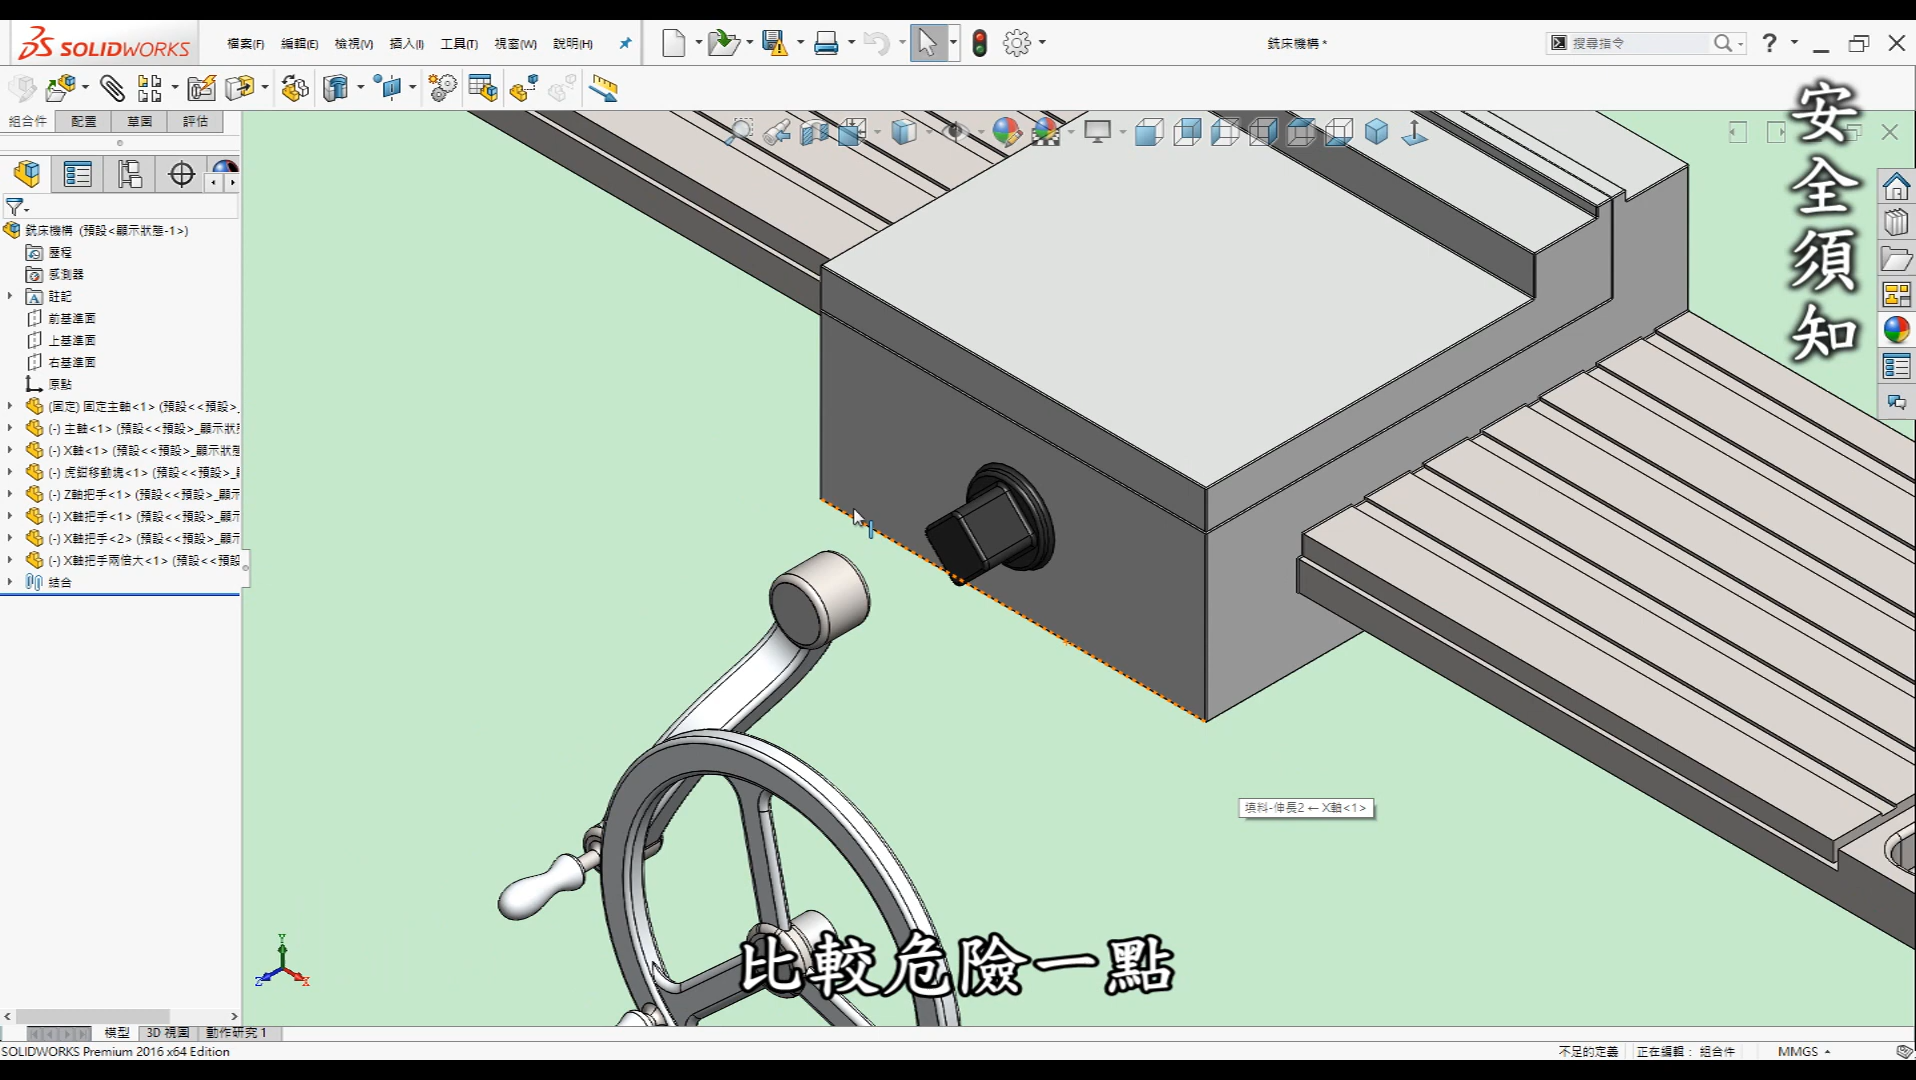 SOLIDWORKS
檔案(F) 編輯(E) 檢視(V) 插入(I) 工具(T) 視窗(W) 說明(H)
銑床機構 *
搜尋指令
組合件 配置 草圖 評估
銑床機構 (預設<顯示狀態-1>)
歷程
感測器
註記
前基準面
上基準面
右基準面
原點
(固定) 固定主軸<1> (預設<<預設>_
(-) 主軸<1> (預設<<預設>_顯示狀
(-) X軸<1> (預設<<預設>_顯示狀態
(-) 虎鉗移動塊<1> (預設<<預設>_
(-) Z軸把手<1> (預設<<預設>_顯示
(-) X軸把手<1> (預設<<預設>_顯示
(-) X軸把手<2> (預設<<預設>_顯示
(-) X軸把手兩倍大<1> (預設<<預設
結合
安全須知
填料-伸長2 ← X軸<1>
Y
Z
X
比較危險一點
模型 3D 視圖 動作研究 1
SOLIDWORKS Premium 2016 x64 Edition
不足的定義 正在編輯： 組合件 MMGS